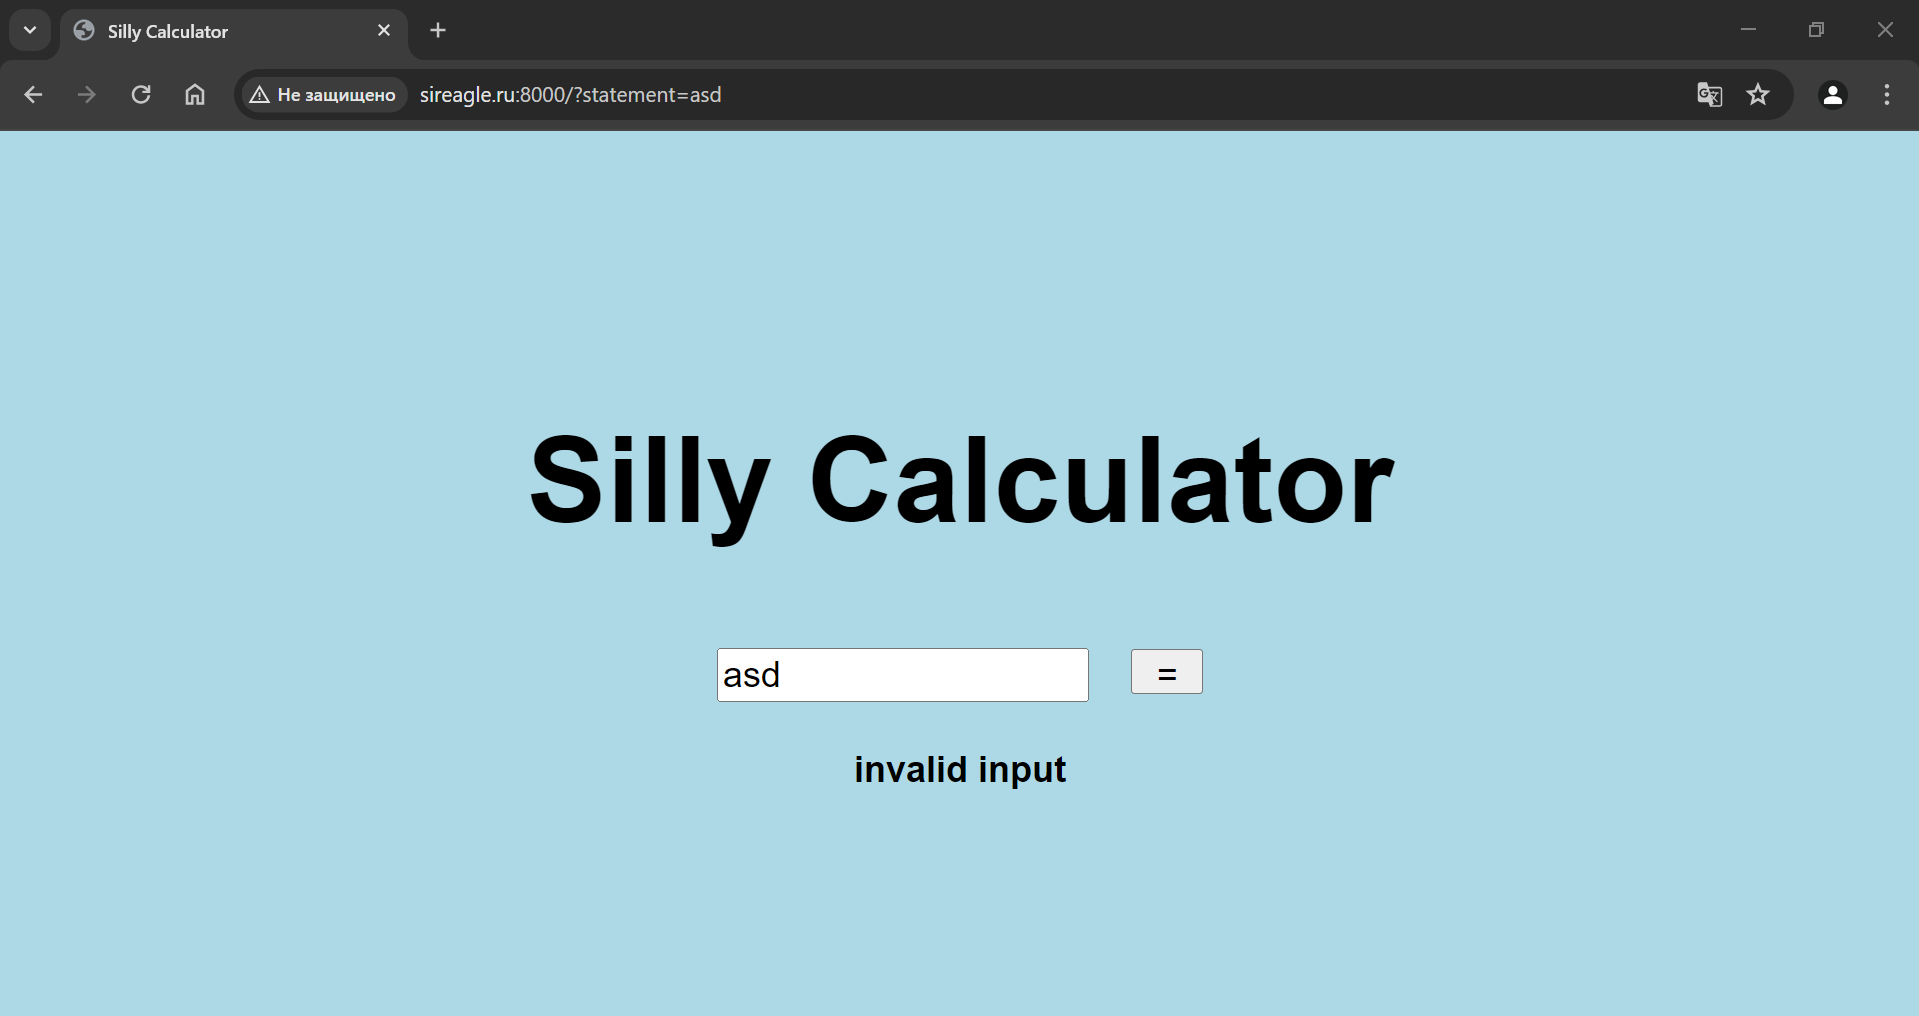 Silly Calculator
Не защищено sireagle.ru:8000/?statement=asd
Silly Calculator
asd =
invalid input